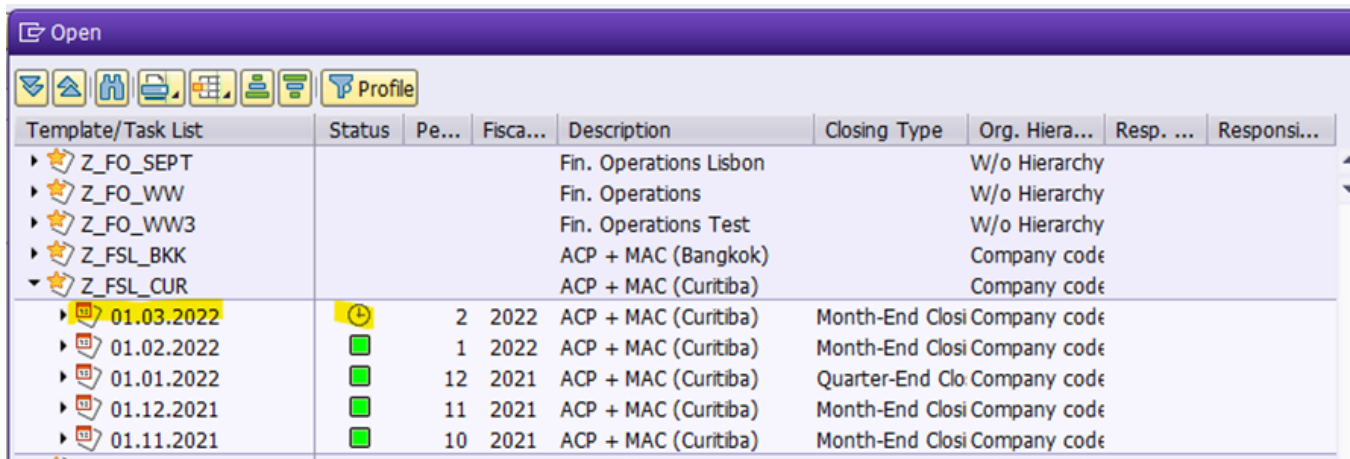 Open
Profile
Template/Task List Status Pe... Fisca... Description Closing Type Org. Hiera... Resp. ... Responsi...
Z_FO_SEPT Fin. Operations Lisbon W/o Hierarchy
Z_FO_WW Fin. Operations W/o Hierarchy
Z_FO_WW3 Fin. Operations Test W/o Hierarchy
Z_FSL_BKK ACP + MAC (Bangkok) Company code
Z_FSL_CUR ACP + MAC (Curitiba) Company code
01.03.2022 2 2022 ACP + MAC (Curitiba) Month-End Closi Company code
01.02.2022 1 2022 ACP + MAC (Curitiba) Month-End Closi Company code
01.01.2022 12 2021 ACP + MAC (Curitiba) Quarter-End Clo Company code
01.12.2021 11 2021 ACP + MAC (Curitiba) Month-End Closi Company code
01.11.2021 10 2021 ACP + MAC (Curitiba) Month-End Closi Company code